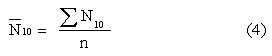 N̅₁₀ = ∑ N₁₀ / n (4)